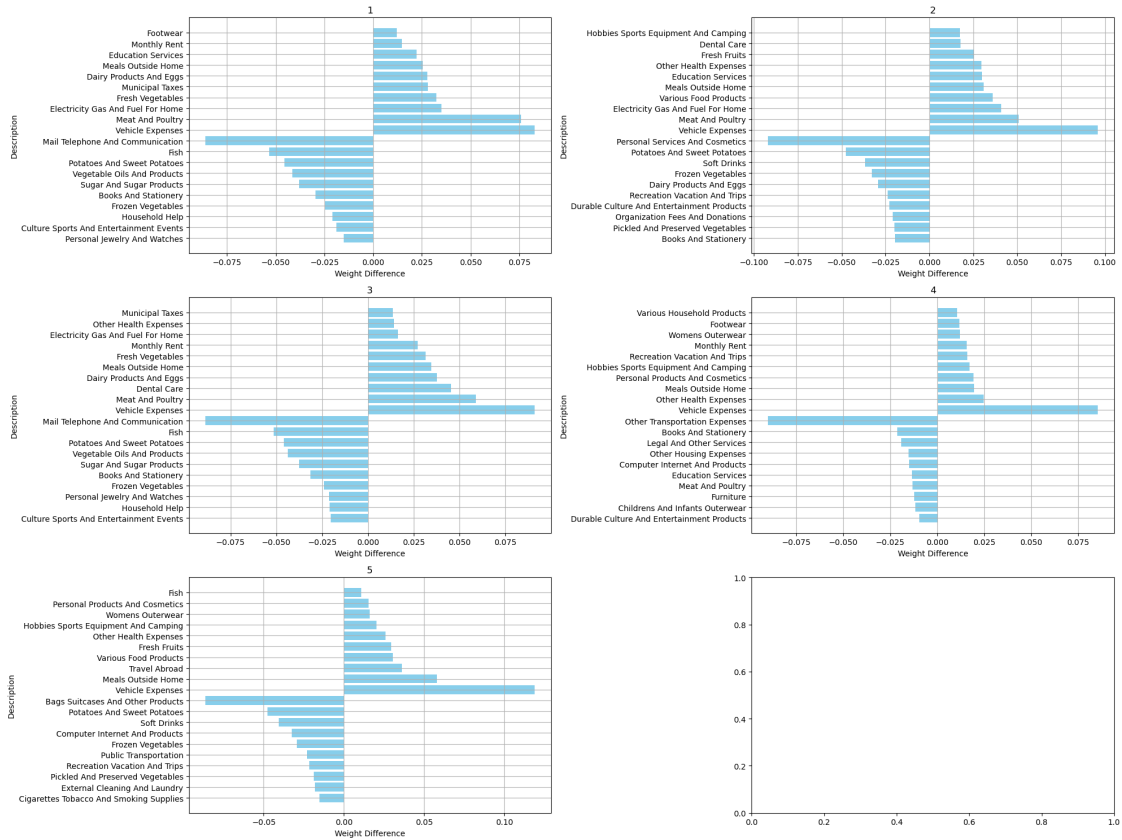 1
Footwear
Monthly Rent
Education Services
Meals Outside Home
Dairy Products And Eggs
Municipal Taxes
Fresh Vegetables
Electricity Gas And Fuel For Home
Meat And Poultry
Vehicle Expenses
Mail Telephone And Communication
Fish
Potatoes And Sweet Potatoes
Vegetable Oils And Products
Sugar And Sugar Products
Books And Stationery
Frozen Vegetables
Household Help
Culture Sports And Entertainment Events
Personal Jewelry And Watches
Description
−0.075 −0.050 −0.025 0.000 0.025 0.050 0.075
Weight Difference
2
Hobbies Sports Equipment And Camping
Dental Care
Fresh Fruits
Other Health Expenses
Education Services
Meals Outside Home
Various Food Products
Electricity Gas And Fuel For Home
Meat And Poultry
Vehicle Expenses
Personal Services And Cosmetics
Potatoes And Sweet Potatoes
Soft Drinks
Frozen Vegetables
Dairy Products And Eggs
Recreation Vacation And Trips
Durable Culture And Entertainment Products
Organization Fees And Donations
Pickled And Preserved Vegetables
Books And Stationery
Description
−0.100 −0.075 −0.050 −0.025 0.000 0.025 0.050 0.075 0.100
Weight Difference
3
Municipal Taxes
Other Health Expenses
Electricity Gas And Fuel For Home
Monthly Rent
Fresh Vegetables
Meals Outside Home
Dairy Products And Eggs
Dental Care
Meat And Poultry
Vehicle Expenses
Mail Telephone And Communication
Fish
Potatoes And Sweet Potatoes
Vegetable Oils And Products
Sugar And Sugar Products
Books And Stationery
Frozen Vegetables
Personal Jewelry And Watches
Household Help
Culture Sports And Entertainment Events
Description
−0.075 −0.050 −0.025 0.000 0.025 0.050 0.075
Weight Difference
4
Various Household Products
Footwear
Womens Outerwear
Monthly Rent
Recreation Vacation And Trips
Hobbies Sports Equipment And Camping
Personal Products And Cosmetics
Meals Outside Home
Other Health Expenses
Vehicle Expenses
Other Transportation Expenses
Books And Stationery
Legal And Other Services
Other Housing Expenses
Computer Internet And Products
Education Services
Meat And Poultry
Furniture
Childrens And Infants Outerwear
Durable Culture And Entertainment Products
Description
−0.075 −0.050 −0.025 0.000 0.025 0.050 0.075
Weight Difference
5
Fish
Personal Products And Cosmetics
Womens Outerwear
Hobbies Sports Equipment And Camping
Other Health Expenses
Fresh Fruits
Various Food Products
Travel Abroad
Meals Outside Home
Vehicle Expenses
Bags Suitcases And Other Products
Potatoes And Sweet Potatoes
Soft Drinks
Computer Internet And Products
Frozen Vegetables
Public Transportation
Recreation Vacation And Trips
Pickled And Preserved Vegetables
External Cleaning And Laundry
Cigarettes Tobacco And Smoking Supplies
Description
−0.05 0.00 0.05 0.10
Weight Difference
1.0
0.8
0.6
0.4
0.2
0.0
0.0 0.2 0.4 0.6 0.8 1.0